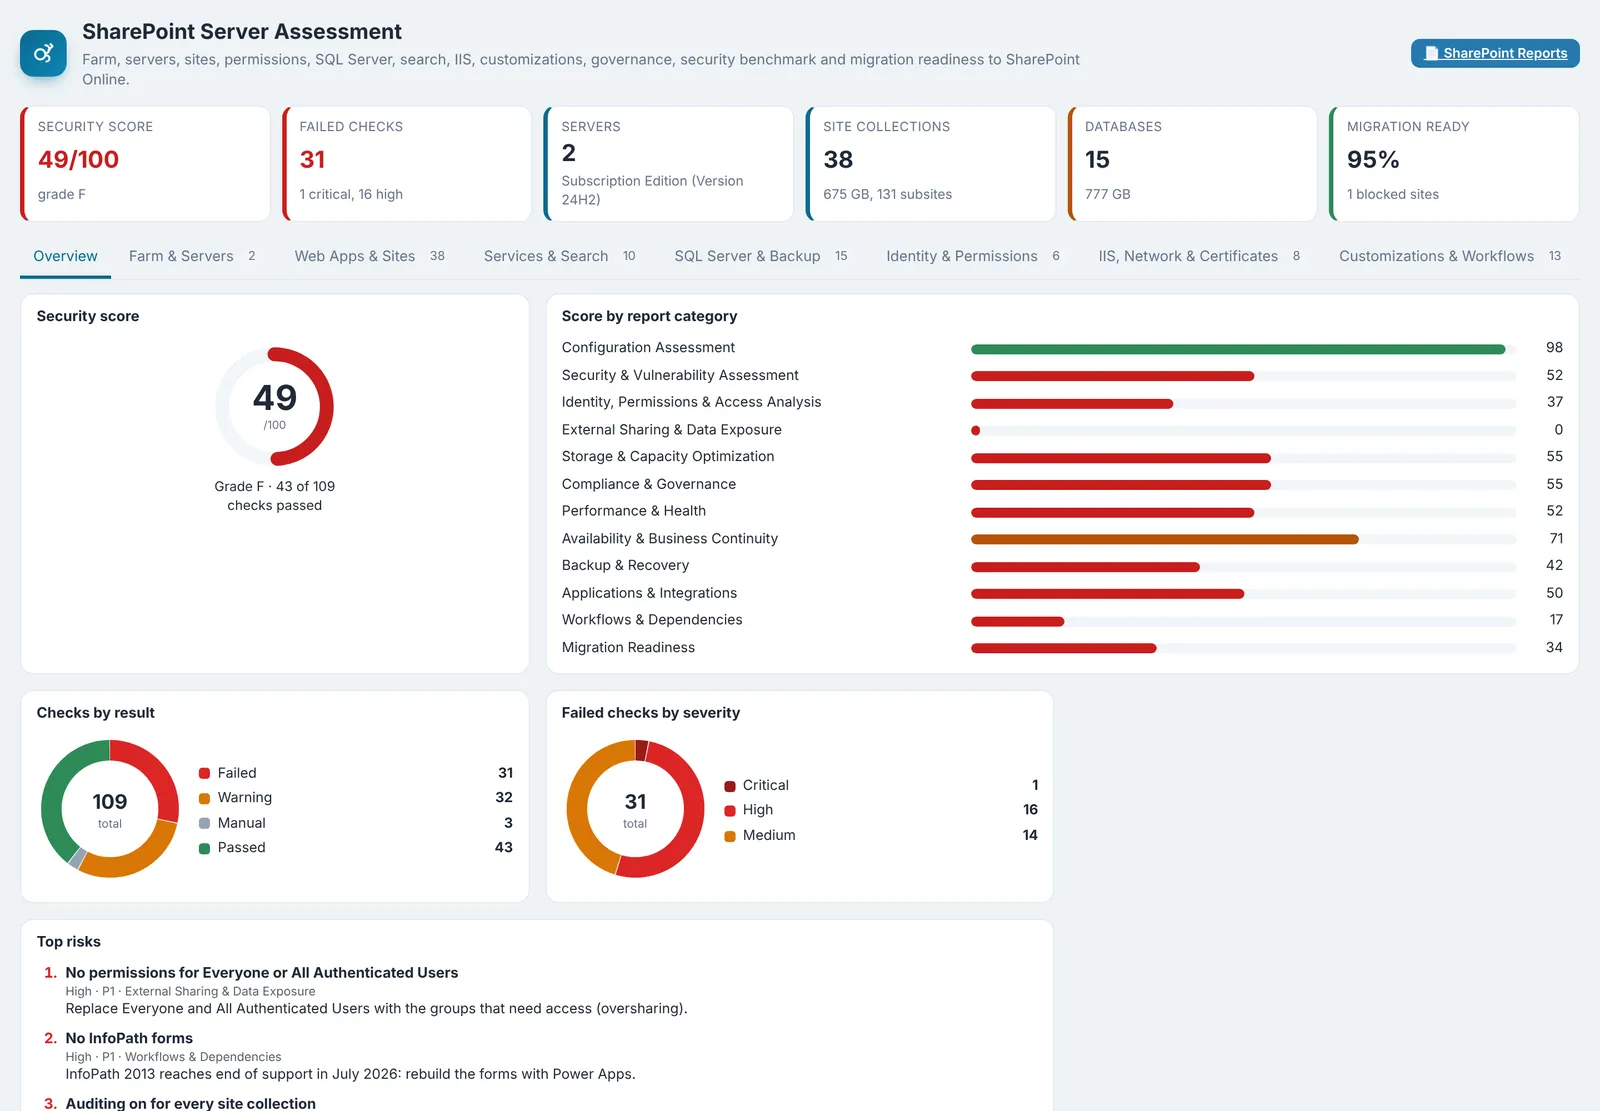 SharePoint Server Assessment
Farm, servers, sites, permissions, SQL Server, search, IIS, customizations, governance, security benchmark and migration readiness to SharePoint
Online.
SharePoint Reports
SECURITY SCORE
49/100
grade F
FAILED CHECKS
31
1 critical, 16 high
SERVERS
2
Subscription Edition (Version
24H2)
SITE COLLECTIONS
38
675 GB, 131 subsites
DATABASES
15
777 GB
MIGRATION READY
95%
1 blocked sites
Overview
Farm & Servers 2
Web Apps & Sites 38
Services & Search 10
SQL Server & Backup 15
Identity & Permissions 6
IIS, Network & Certificates 8
Customizations & Workflows 13
Security score
49
/100
Grade F · 43 of 109
checks passed
Score by report category
Configuration Assessment 98
Security & Vulnerability Assessment 52
Identity, Permissions & Access Analysis 37
External Sharing & Data Exposure 0
Storage & Capacity Optimization 55
Compliance & Governance 55
Performance & Health 52
Availability & Business Continuity 71
Backup & Recovery 42
Applications & Integrations 50
Workflows & Dependencies 17
Migration Readiness 34
Checks by result
109
total
Failed 31
Warning 32
Manual 3
Passed 43
Failed checks by severity
31
total
Critical 1
High 16
Medium 14
Top risks
1. No permissions for Everyone or All Authenticated Users
High · P1 · External Sharing & Data Exposure
Replace Everyone and All Authenticated Users with the groups that need access (oversharing).
2. No InfoPath forms
High · P1 · Workflows & Dependencies
InfoPath 2013 reaches end of support in July 2026: rebuild the forms with Power Apps.
3. Auditing on for every site collection